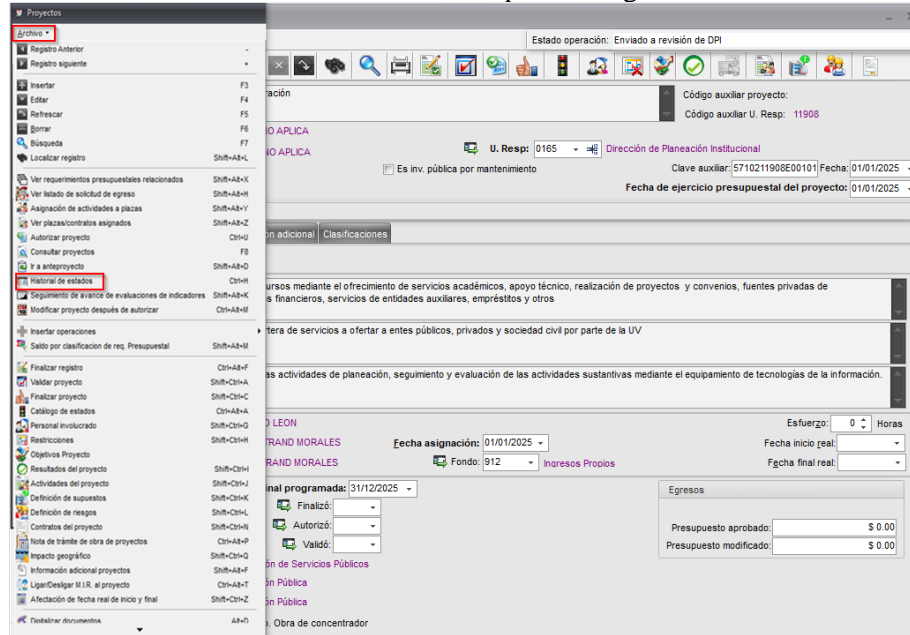 Proyectos
Archivo
Registro Anterior -
Registro siguiente +
Insertar F3
Editar F4
Refrescar F5
Borrar F6
Búsqueda F7
Localizar registro Shift+Alt+L
Ver requerimientos presupuestales relacionados Shift+Alt+X
Ver listado de solicitud de egreso Shift+Alt+H
Asignación de actividades a plazas Shift+Alt+Y
Ver plazas/contratos asignados Shift+Alt+Z
Autorizar proyecto Ctrl+U
Consultar proyectos F8
Ir a anteproyecto Shift+Alt+D
Historial de estados Ctrl+H
Seguimiento de avance de evaluaciones de indicadores Shift+Alt+K
Modificar proyecto después de autorizar Ctrl+Alt+M
Insertar operaciones
Saldo por clasificacion de req. Presupuestal Shift+Alt+M
Finalizar registro Ctrl+Alt+F
Validar proyecto Shift+Ctrl+A
Finalizar proyecto Shift+Ctrl+C
Catálogo de estados Ctrl+Alt+A
Personal involucrado Shift+Ctrl+G
Restricciones Shift+Ctrl+H
Objetivos Proyecto
Resultados del proyecto Shift+Ctrl+I
Actividades del proyecto Shift+Ctrl+J
Definición de supuestos Shift+Ctrl+K
Definición de riesgos Shift+Ctrl+L
Contratos del proyecto Shift+Ctrl+N
Nota de trámite de obra de proyectos Ctrl+Alt+P
Impacto geográfico Shift+Ctrl+Q
Información adicional proyectos Shift+Alt+F
Ligar/Desligar M.I.R. al proyecto Ctrl+Alt+T
Afectación de fecha real de inicio y final Shift+Ctrl+Z
Digitalizar documentos Alt+D
Estado operación: Enviado a revisión de DPI
ración
Código auxiliar proyecto:
Código auxiliar U. Resp: 11908
NO APLICA
NO APLICA U. Resp: 0165 Dirección de Planeación Institucional
Es inv. pública por mantenimiento Clave auxiliar: 5710211908E00101 Fecha: 01/01/2025
Fecha de ejercicio presupuestal del proyecto: 01/01/2025
ón adicional Clasificaciones
ursos mediante el ofrecimiento de servicios académicos, apoyo técnico, realización de proyectos y convenios, fuentes privadas de
s financieros, servicios de entidades auxiliares, empréstitos y otros
rtera de servicios a ofertar a entes públicos, privados y sociedad civil por parte de la UV
as actividades de planeación, seguimiento y evaluación de las actividades sustantivas mediante el equipamiento de tecnologías de la información.
O LEON Esfuerzo: 0 Horas
TRAND MORALES Fecha asignación: 01/01/2025 Fecha inicio real:
RAND MORALES Fondo: 912 Ingresos Propios Fecha final real:
inal programada: 31/12/2025 Egresos
Finalizó:
Autorizó: Presupuesto aprobado: $ 0.00
Validó: Presupuesto modificado: $ 0.00
ón de Servicios Públicos
ón Pública
ón Pública
o. Obra de concentrador